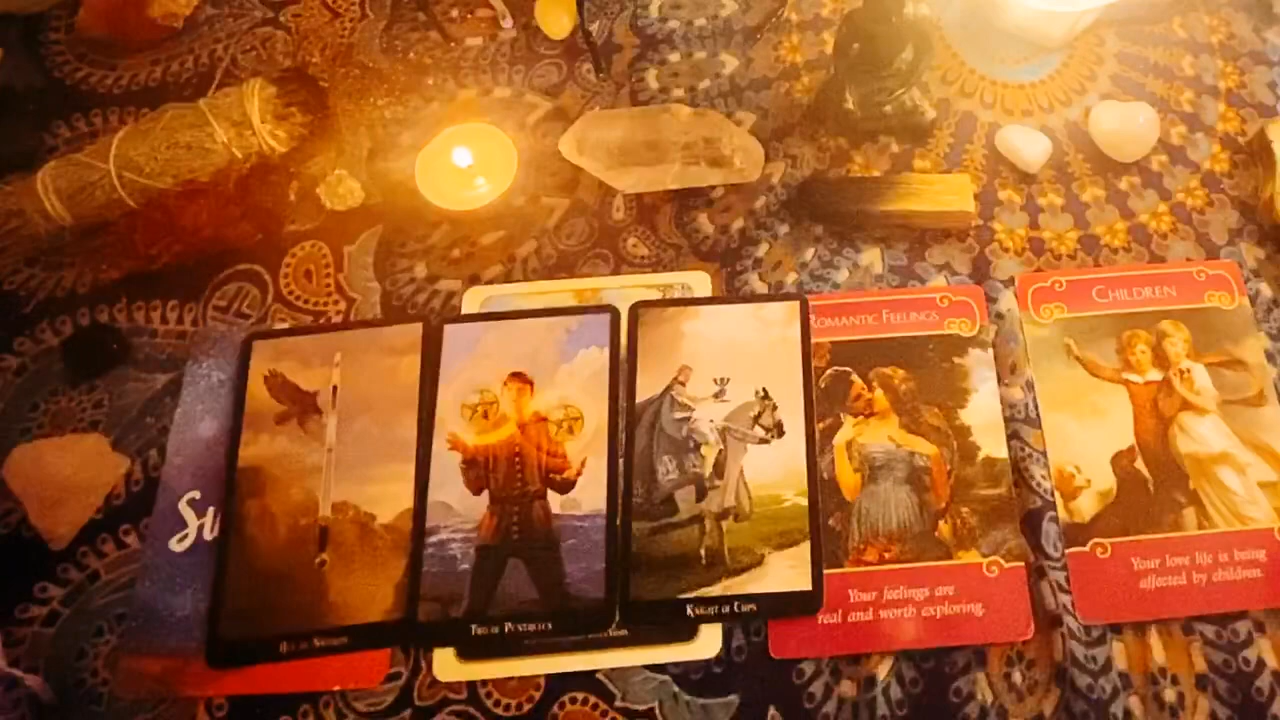 ROMANTIC FEELINGS
CHILDREN
Su
TWO OF PENTACLES
KNIGHT OF CUPS
Your feelings are
real and worth exploring.
Your love life is being
affected by children.